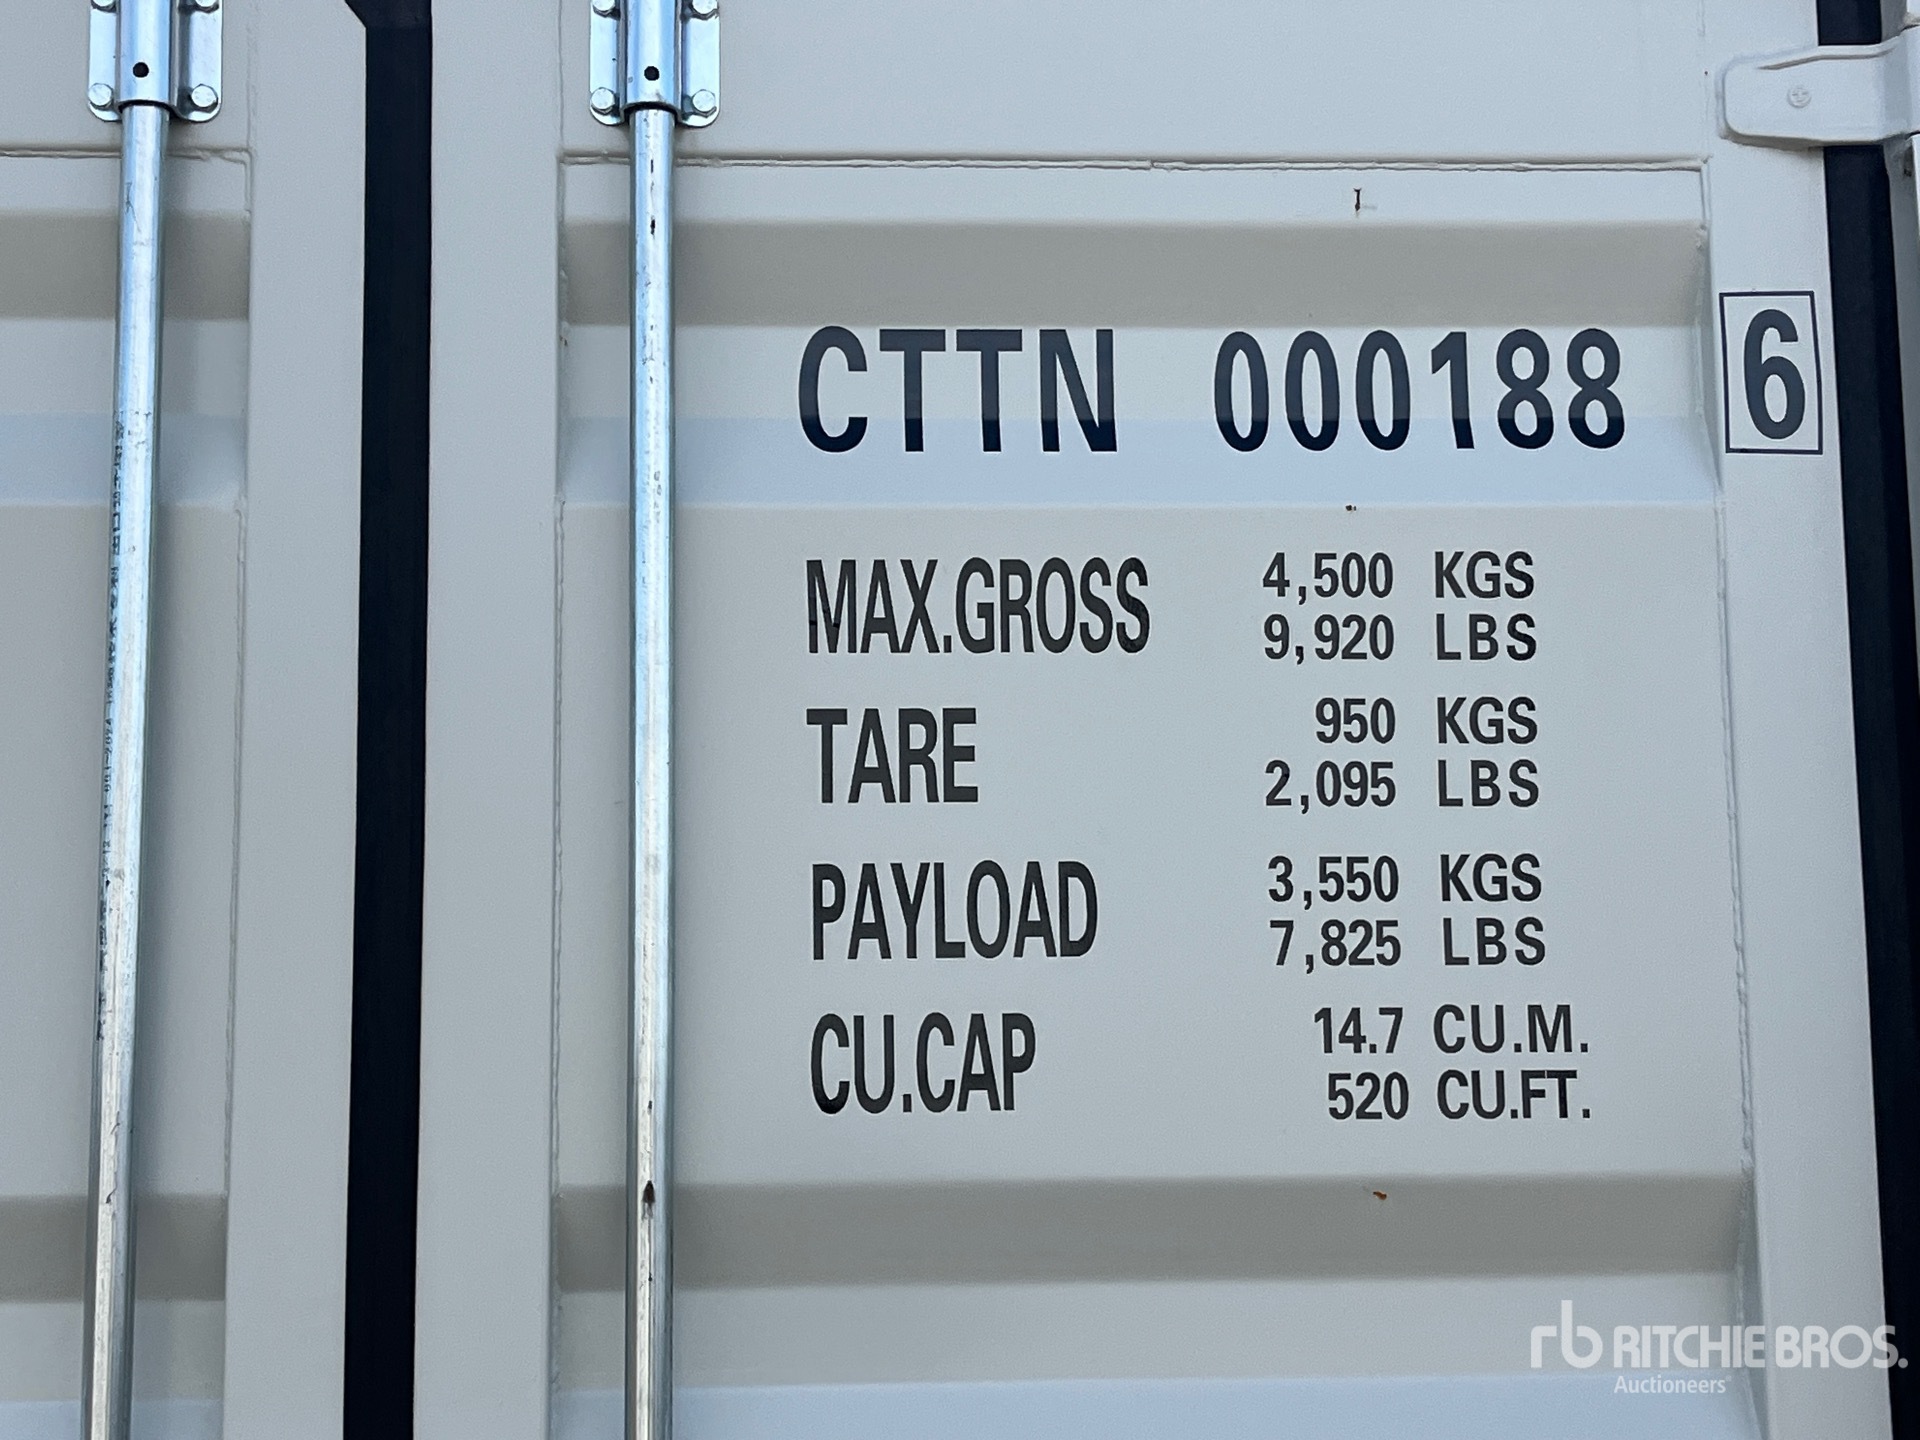 CTTN 000188 6
MAX.GROSS 4,500 KGS
9,920 LBS
TARE 950 KGS
2,095 LBS
PAYLOAD 3,550 KGS
7,825 LBS
CU.CAP 14.7 CU.M.
520 CU.FT.
rb RITCHIE BROS.
Auctioneers